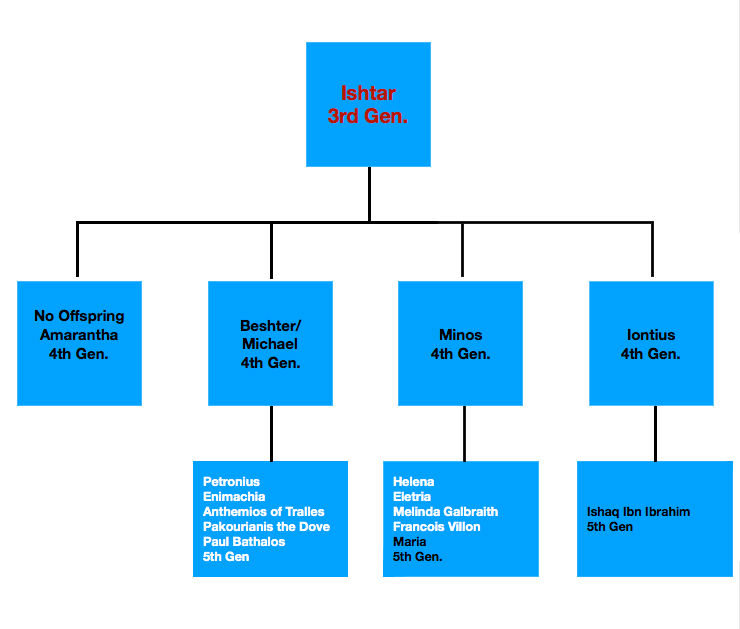 Ishtar
3rd Gen.
No Offspring
Amarantha
4th Gen.
Beshter/
Michael
4th Gen.
Minos
4th Gen.
Iontius
4th Gen.
Petronius
Enimachia
Anthemios of Tralles
Pakourianis the Dove
Paul Bathalos
5th Gen
Helena
Eletria
Melinda Galbraith
Francois Villon
Maria
5th Gen.
Ishaq Ibn Ibrahim
5th Gen